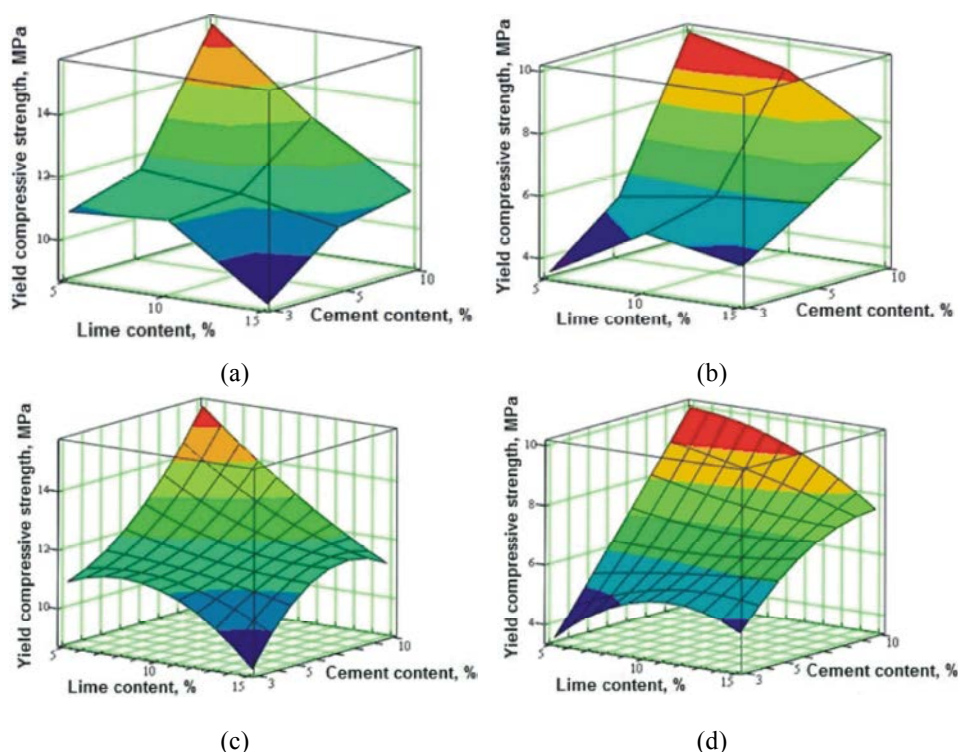 Yield compressive strength, MPa
14
12
10
5
10
15
3
5
10
Lime content, %
Cement content, %
(a)
Yield compressive strength, MPa
10
8
6
4
5
10
15
3
5
10
Lime content, %
Cement content. %
(b)
Yield compressive strength, MPa
14
12
10
5
10
15
3
5
10
Lime content, %
Cement content, %
(c)
Yield compressive strength, MPa
10
8
6
4
5
10
15
3
5
10
Lime content, %
Cement content, %
(d)